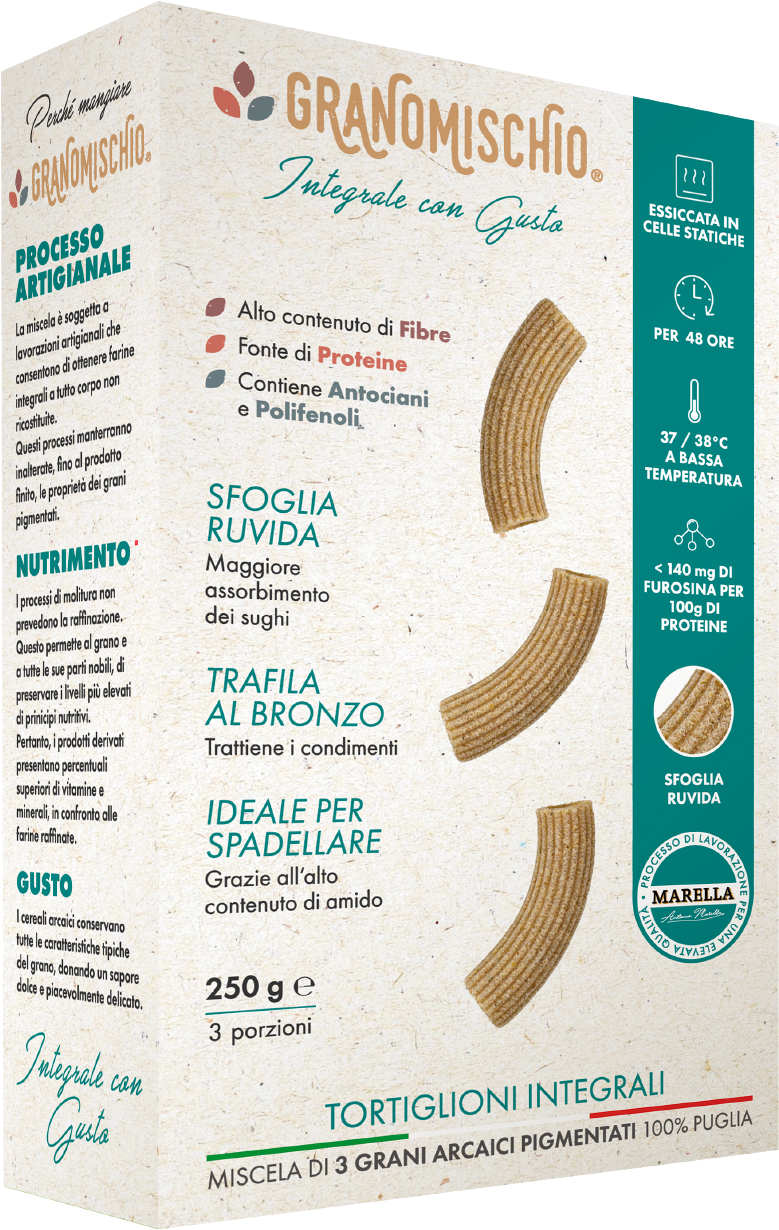 Perché mangiare
GRANOMISCHIO®
PROCESSO
ARTIGIANALE
La miscela è soggetta a
lavorazioni artigianali che
consentono di ottenere farine
integrali a tutto corpo non
ricostituite.
Questi processi manterranno
inalterate, fino al prodotto
finito, le proprietà dei grani
pigmentati.
NUTRIMENTO
I processi di molitura non
prevedono la raffinazione.
Questo permette al grano e
a tutte le sue parti nobili, di
preservare i livelli più elevati
di prinicipi nutritivi.
Pertanto, i prodotti derivati
presentano percentuali
superiori di vitamine e
minerali, in confronto alle
farine raffinate.
GUSTO
I cereali arcaici conservano
tutte le caratteristiche tipiche
del grano, donando un sapore
dolce e piacevolmente delicato.
Integrale con
Gusto
GRANOMISCHIO®
Integrale con Gusto
Alto contenuto di Fibre
Fonte di Proteine
Contiene Antociani
e Polifenoli
SFOGLIA
RUVIDA
Maggiore
assorbimento
dei sughi
TRAFILA
AL BRONZO
Trattiene i condimenti
IDEALE PER
SPADELLARE
Grazie all'alto
contenuto di amido
250 g ℮
3 porzioni
TORTIGLIONI INTEGRALI
MISCELA DI 3 GRANI ARCAICI PIGMENTATI 100% PUGLIA
ESSICCATA IN
CELLE STATICHE
PER 48 ORE
37 / 38°C
A BASSA
TEMPERATURA
< 140 mg DI
FUROSINA PER
100g DI
PROTEINE
SFOGLIA
RUVIDA
PROCESSO DI LAVORAZIONE PER UNA ELEVATA QUALITÀ •
MARELLA
Antonio Marella